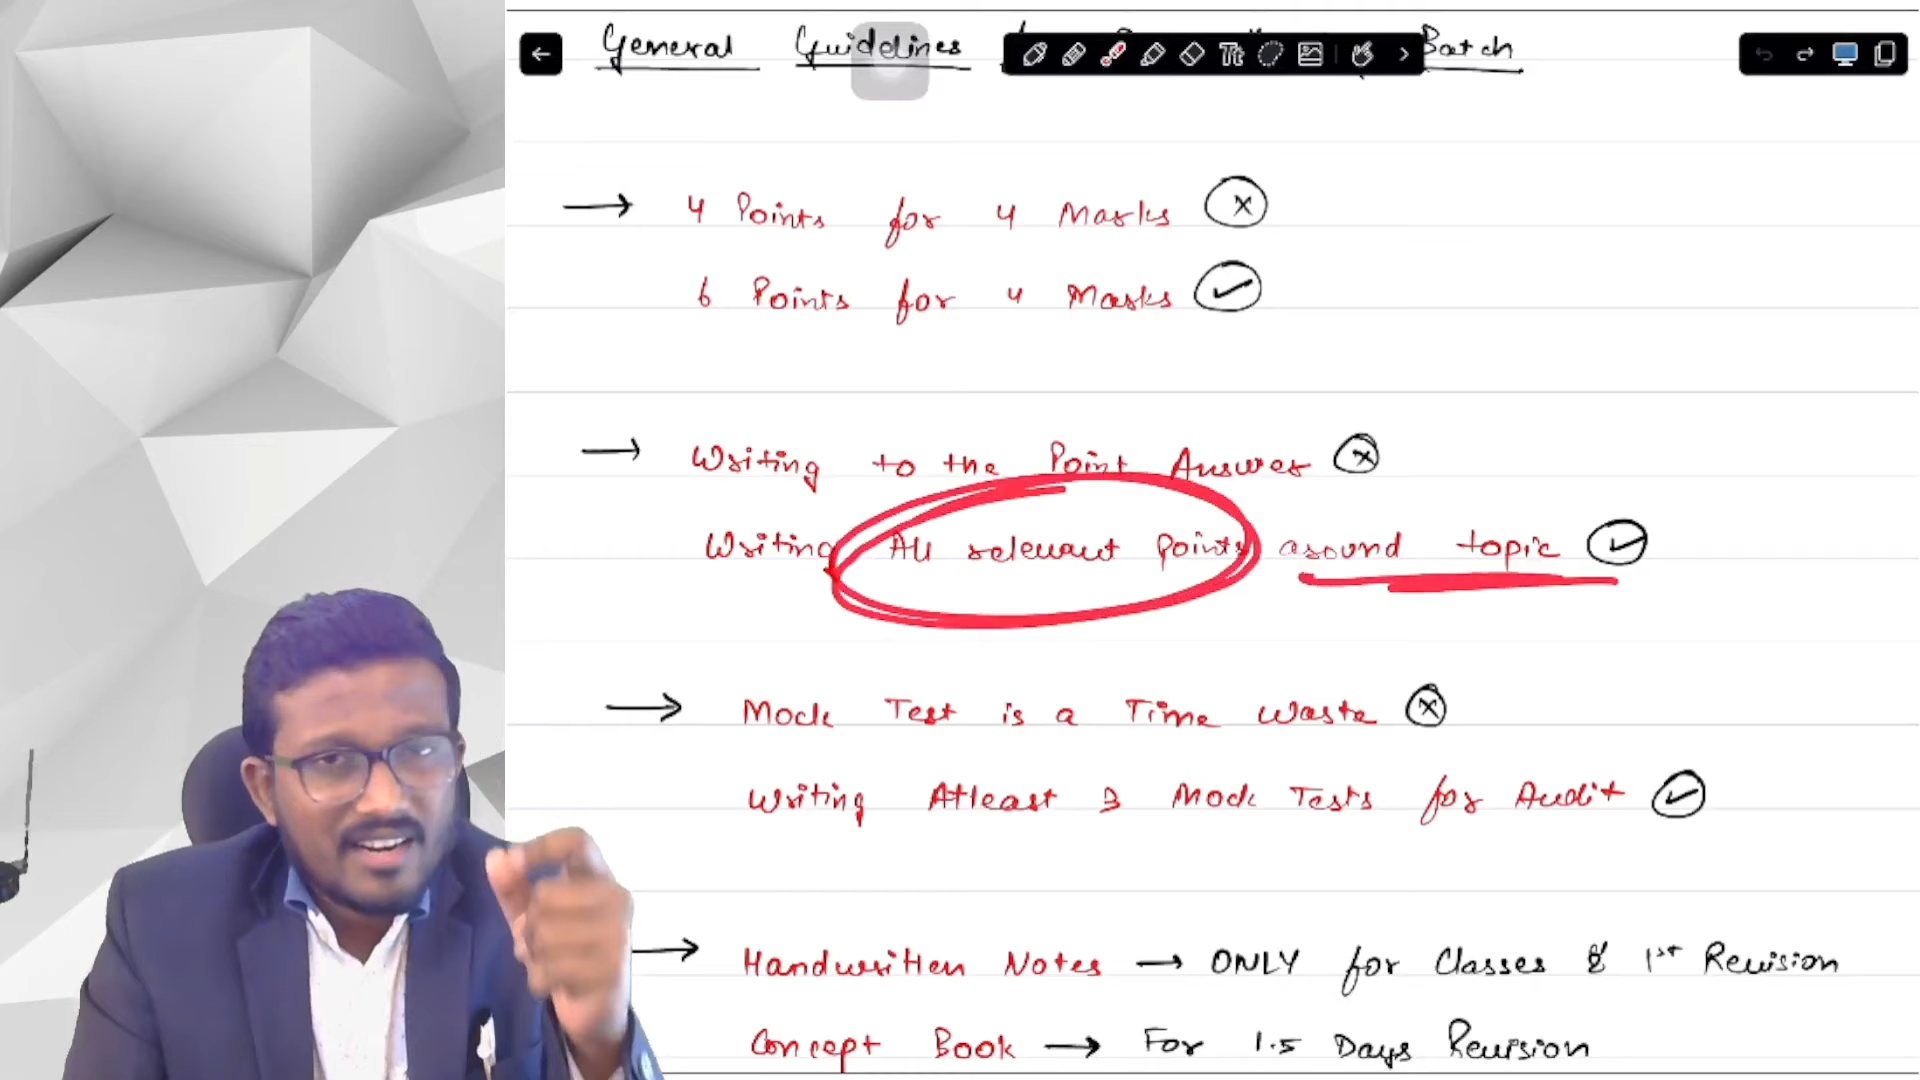 General Guidelines Batch
→ 4 Points for 4 Marks ⓧ
6 Points for 4 Marks ✓
→ Writing to the Point Answer ⓧ
Writing All relevant points around topic ✓
→ Mock Test is a Time Waste ⓧ
Writing Atleast 3 Mock Tests for Audit ✓
→ Handwritten Notes → ONLY for Classes & 1st Revision
Concept Book → For 1.5 Days Revision